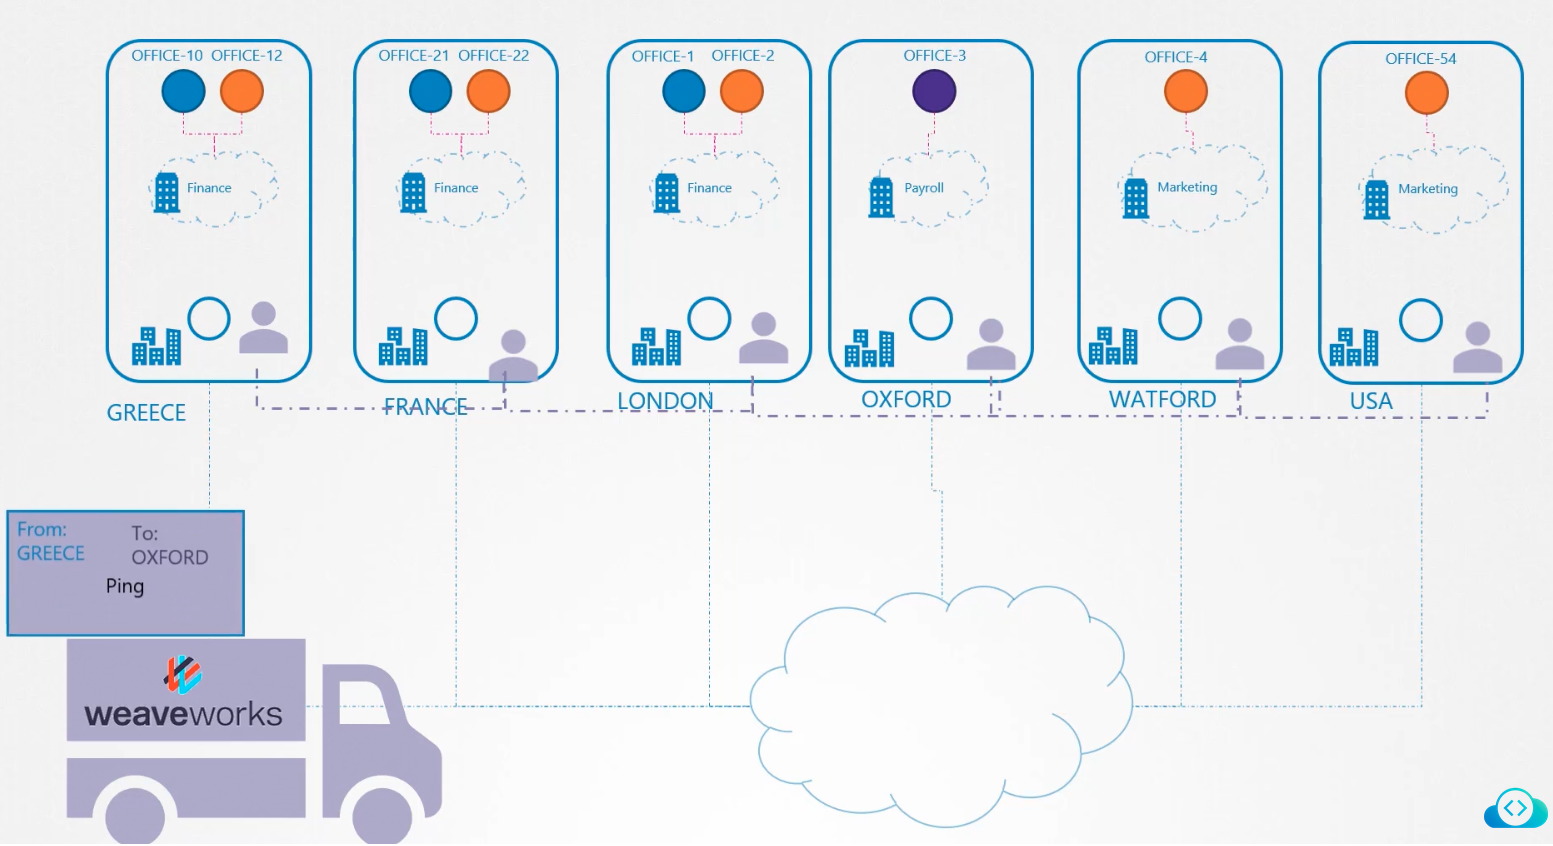 OFFICE-10 OFFICE-12
OFFICE-21 OFFICE-22
OFFICE-1 OFFICE-2
OFFICE-3
OFFICE-4
OFFICE-54
Finance
Finance
Finance
Payroll
Marketing
Marketing
GREECE
FRANCE
LONDON
OXFORD
WATFORD
USA
From:
GREECE
To:
OXFORD
Ping
weaveworks